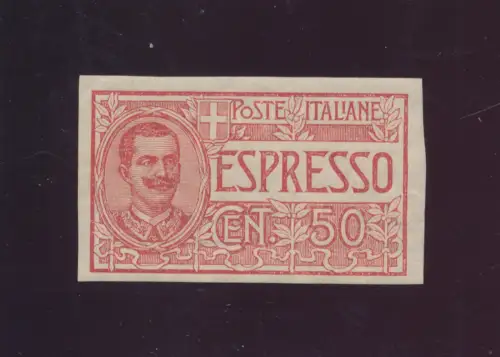 POSTE ITALIANE
ESPRESSO
CENT. 50